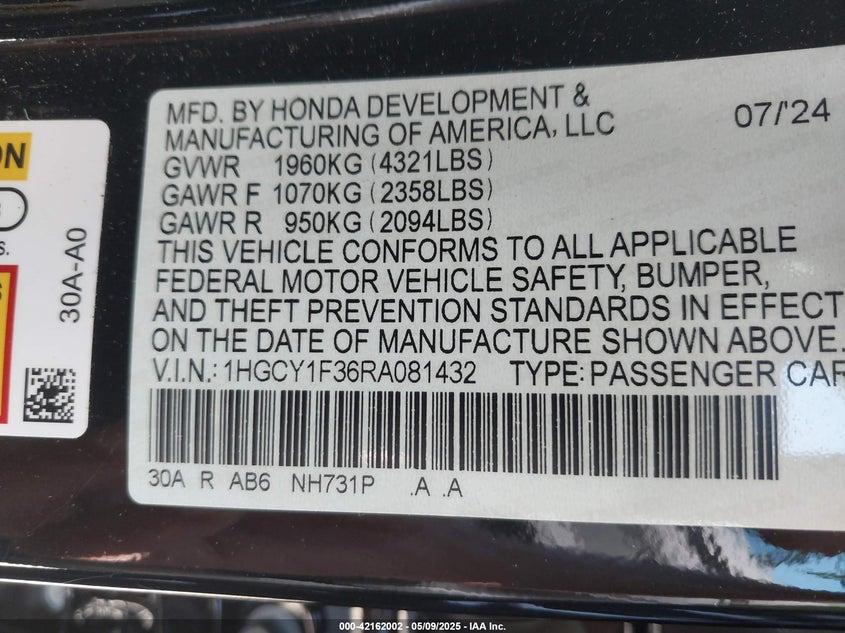 MFD. BY HONDA DEVELOPMENT &
MANUFACTURING OF AMERICA, LLC
07/'24
GVWR 1960KG (4321LBS)
GAWR F 1070KG (2358LBS)
GAWR R 950KG (2094LBS)
THIS VEHICLE CONFORMS TO ALL APPLICABLE
FEDERAL MOTOR VEHICLE SAFETY, BUMPER,
AND THEFT PREVENTION STANDARDS IN EFFECT
ON THE DATE OF MANUFACTURE SHOWN ABOVE.
V.I.N.: 1HGCY1F36RA081432 TYPE: PASSENGER CAR
30A R AB6 NH731P .A .A
30A-A0
000-42162002 - 05/09/2025 - IAA Inc.